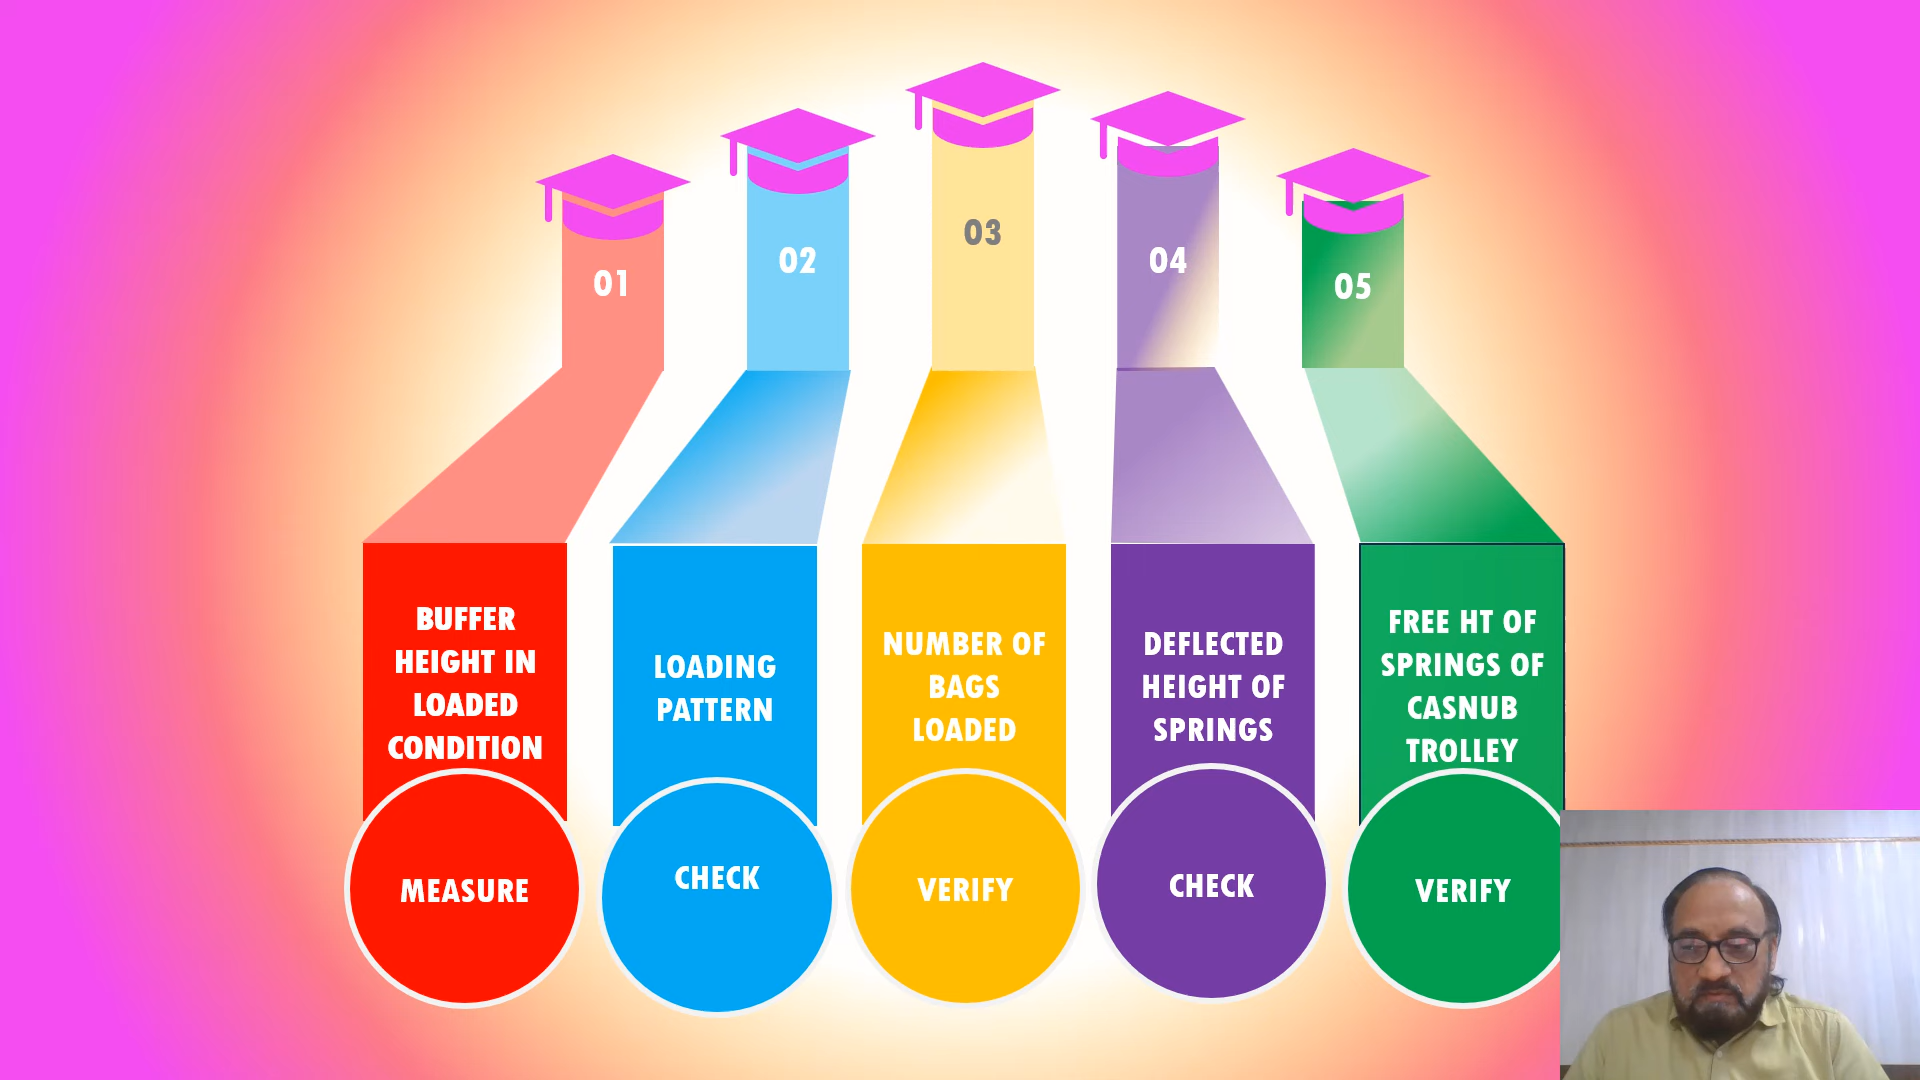 01
02
03
04
05
BUFFER
HEIGHT IN
LOADED
CONDITION
MEASURE
LOADING
PATTERN
CHECK
NUMBER OF
BAGS
LOADED
VERIFY
DEFLECTED
HEIGHT OF
SPRINGS
CHECK
FREE HT OF
SPRINGS OF
CASNUB
TROLLEY
VERIFY